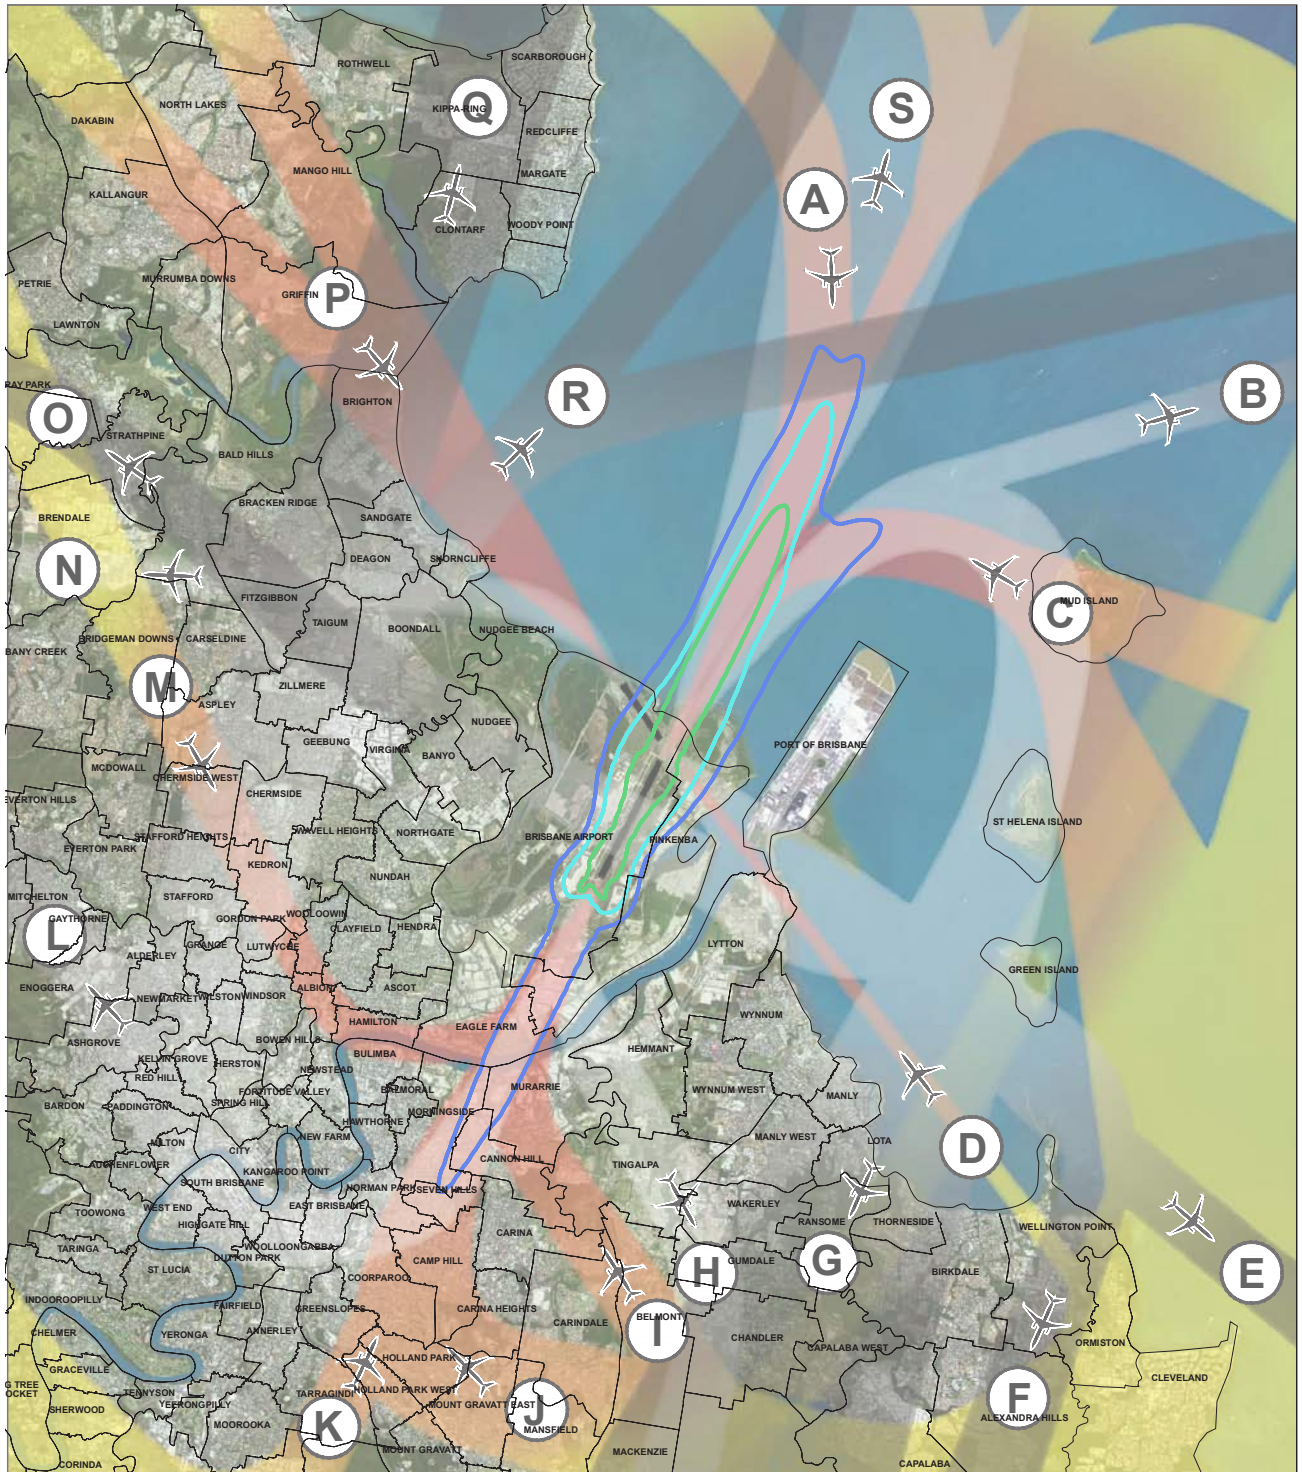 SCARBOROUGH
ROTHWELL
Q
KIPPA-RING
NORTH LAKES
S
DAKABIN
REDCLIFFE
MANGO HILL
MARGATE
KALLANGUR
A
WOODY POINT
CLONTARF
MURRUMBA DOWNS
PETRIE
GRIFFIN
P
LAWNTON
RAY PARK
R
B
BRIGHTON
O
STRATHPINE
BALD HILLS
BRACKEN RIDGE
BRENDALE
SANDGATE
DEAGON
SHORNCLIFFE
N
FITZGIBBON
MUD ISLAND
C
TAIGUM
BOONDALL
NUDGEE BEACH
BRIDGEMAN DOWNS
CARSELDINE
BANY CREEK
M
ZILLMERE
ASPLEY
NUDGEE
GEEBUNG
PORT OF BRISBANE
VIRGINIA
BANYO
MCDOWALL
CHERMSIDE WEST
CHERMSIDE
EVERTON HILLS
ST HELENA ISLAND
WAVELL HEIGHTS
NORTHGATE
STAFFORD HEIGHTS
BRISBANE AIRPORT
PINKENBA
EVERTON PARK
KEDRON
NUNDAH
MITCHELTON
STAFFORD
GAYTHORNE
GORDON PARK
WOOLOOWIN
CLAYFIELD
HENDRA
L
GRANGE
LUTWYCHE
LYTTON
ALDERLEY
GREEN ISLAND
ENOGGERA
ALBION
ASCOT
NEWMARKET
WILSTON
WINDSOR
WYNNUM
HAMILTON
EAGLE FARM
ASHGROVE
BOWEN HILLS
HEMMANT
KELVIN GROVE
BULIMBA
HERSTON
NEWSTEAD
RED HILL
FORTITUDE VALLEY
BALMORAL
MURARRIE
WYNNUM WEST
MANLY
BARDON
PADDINGTON
SPRING HILL
MORNINGSIDE
HAWTHORNE
MILTON
NEW FARM
MANLY WEST
LOTA
D
CITY
CANNON HILL
TINGALPA
AUCHENFLOWER
KANGAROO POINT
SOUTH BRISBANE
NORMAN PARK
SEVEN HILLS
WEST END
EAST BRISBANE
WAKERLEY
TOOWONG
HIGHGATE HILL
RANSOME
THORNESIDE
WELLINGTON POINT
CARINA
TARINGA
WOOLLOONGABBA
DUTTON PARK
CAMP HILL
H
GUMDALE
G
BIRKDALE
E
ST LUCIA
COORPAROO
INDOOROOPILLY
FAIRFIELD
GREENSLOPES
CARINA HEIGHTS
BELMONT
I
CARINDALE
CHELMER
YERONGA
ANNERLEY
CHANDLER
CAPALABA WEST
ORMISTON
HOLLAND PARK
GRACEVILLE
CLEVELAND
G TREE
OCKET
TENNYSON
TARRAGINDI
HOLLAND PARK WEST
F
SHERWOOD
YEERONGPILLY
MOUNT GRAVATT EAST
J
ALEXANDRA HILLS
MOOROOKA
K
MANSFIELD
MOUNT GRAVATT
MACKENZIE
CORINDA
CAPALABA